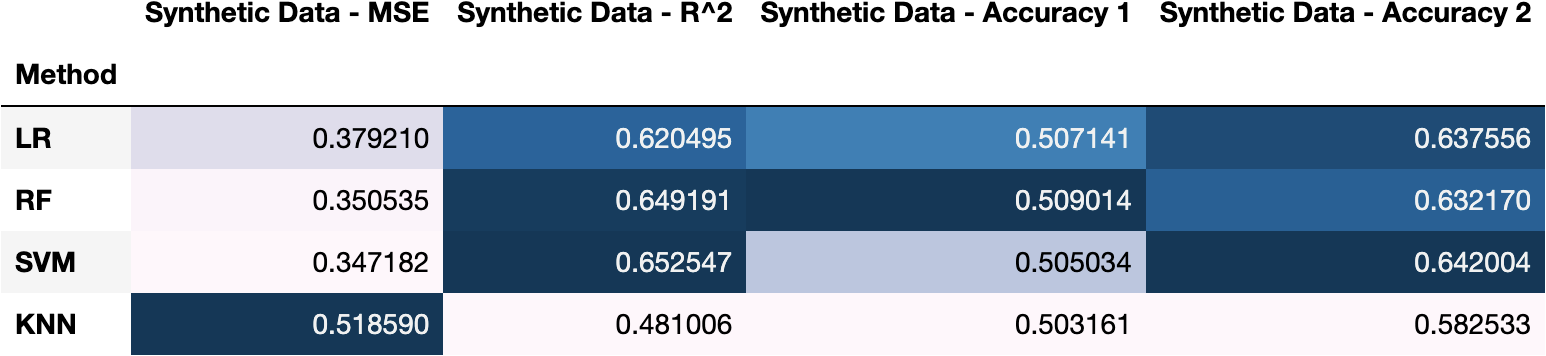 Synthetic Data - MSE Synthetic Data - R^2 Synthetic Data - Accuracy 1 Synthetic Data - Accuracy 2
Method
LR 0.379210 0.620495 0.507141 0.637556
RF 0.350535 0.649191 0.509014 0.632170
SVM 0.347182 0.652547 0.505034 0.642004
KNN 0.518590 0.481006 0.503161 0.582533